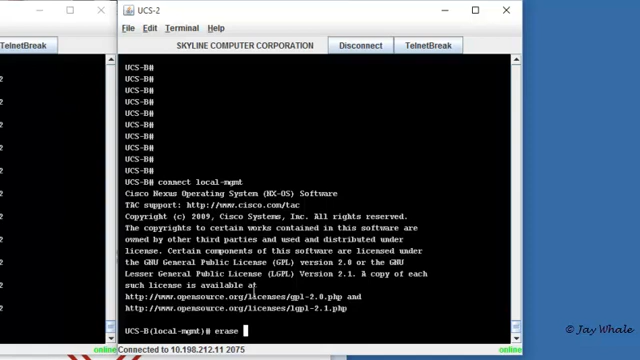 UCS-2
File Edit Terminal Help
TelnetBreak
SKYLINE COMPUTER CORPORATION Disconnect TelnetBreak
UCS-B#
UCS-B#
UCS-B#
UCS-B#
UCS-B#
UCS-B#
UCS-B#
UCS-B#
UCS-B#
UCS-B#
UCS-B# connect local-mgmt
Cisco Nexus Operating System (NX-OS) Software
TAC support: http://www.cisco.com/tac
Copyright (c) 2009, Cisco Systems, Inc. All rights reserved.
The copyrights to certain works contained in this software are
owned by other third parties and used and distributed under
license. Certain components of this software are licensed under
the GNU General Public License (GPL) version 2.0 or the GNU
Lesser General Public License (LGPL) Version 2.1. A copy of each
such license is available at
http://www.opensource.org/licenses/gpl-2.0.php and
http://www.opensource.org/licenses/lgpl-2.1.php
UCS-B(local-mgmt)# erase
© Jay Whale
online
Connected to 10.198.212.11 2075
online